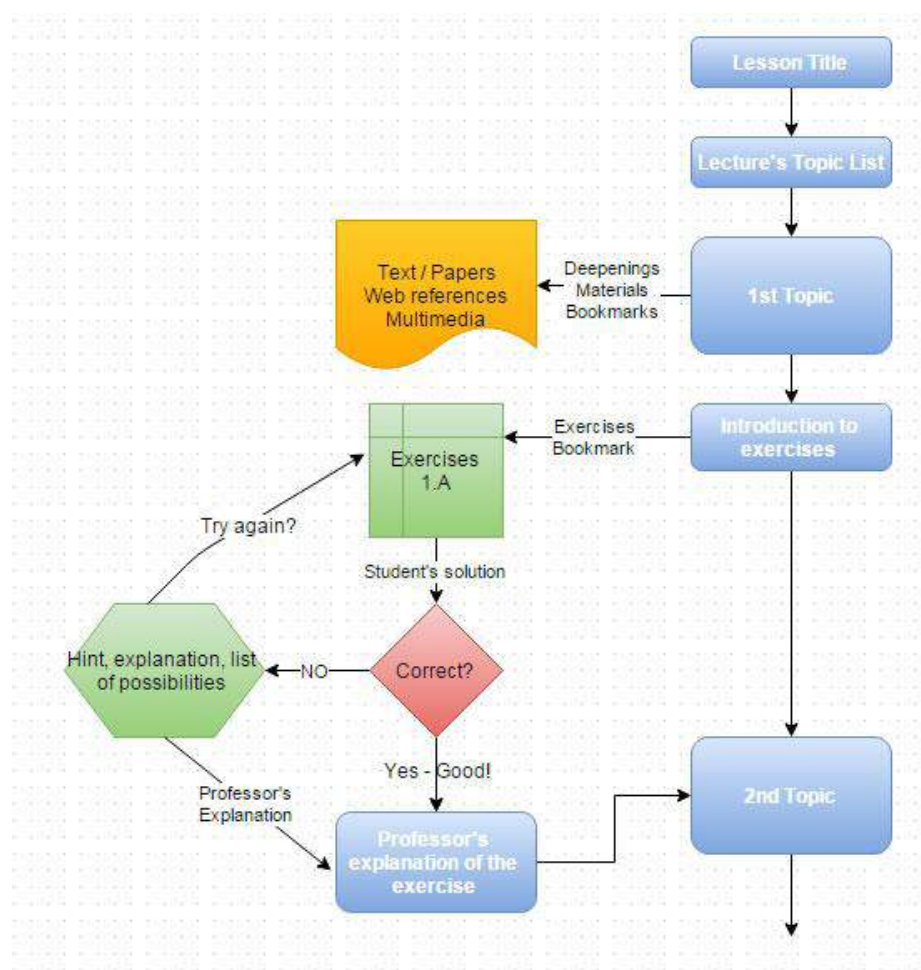 Lesson Title
Lecture's Topic List
Text / Papers
Web references
Multimedia
Deepenings
Materials
Bookmarks
1st Topic
Exercises
1.A
Exercises
Bookmark
Introduction to
exercises
Try again?
Student's solution
Hint, explanation, list
of possibilities
NO
Correct?
Yes - Good!
Professor's
Explanation
Professor's
explanation of the
exercise
2nd Topic